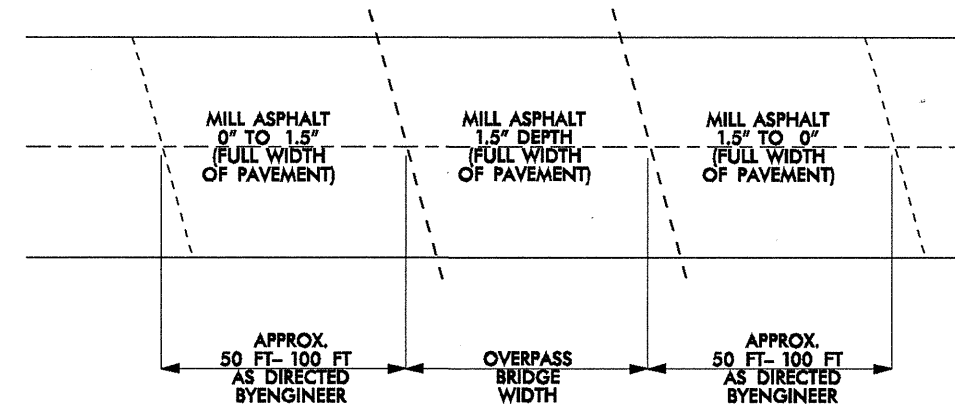 MILL ASPHALT
0" TO 1.5"
(FULL WIDTH
OF PAVEMENT)
MILL ASPHALT
1.5" DEPTH
(FULL WIDTH
OF PAVEMENT)
MILL ASPHALT
1.5" TO 0"
(FULL WIDTH
OF PAVEMENT)
APPROX.
50 FT– 100 FT
AS DIRECTED
BYENGINEER
OVERPASS
BRIDGE
WIDTH
APPROX.
50 FT– 100 FT
AS DIRECTED
BYENGINEER